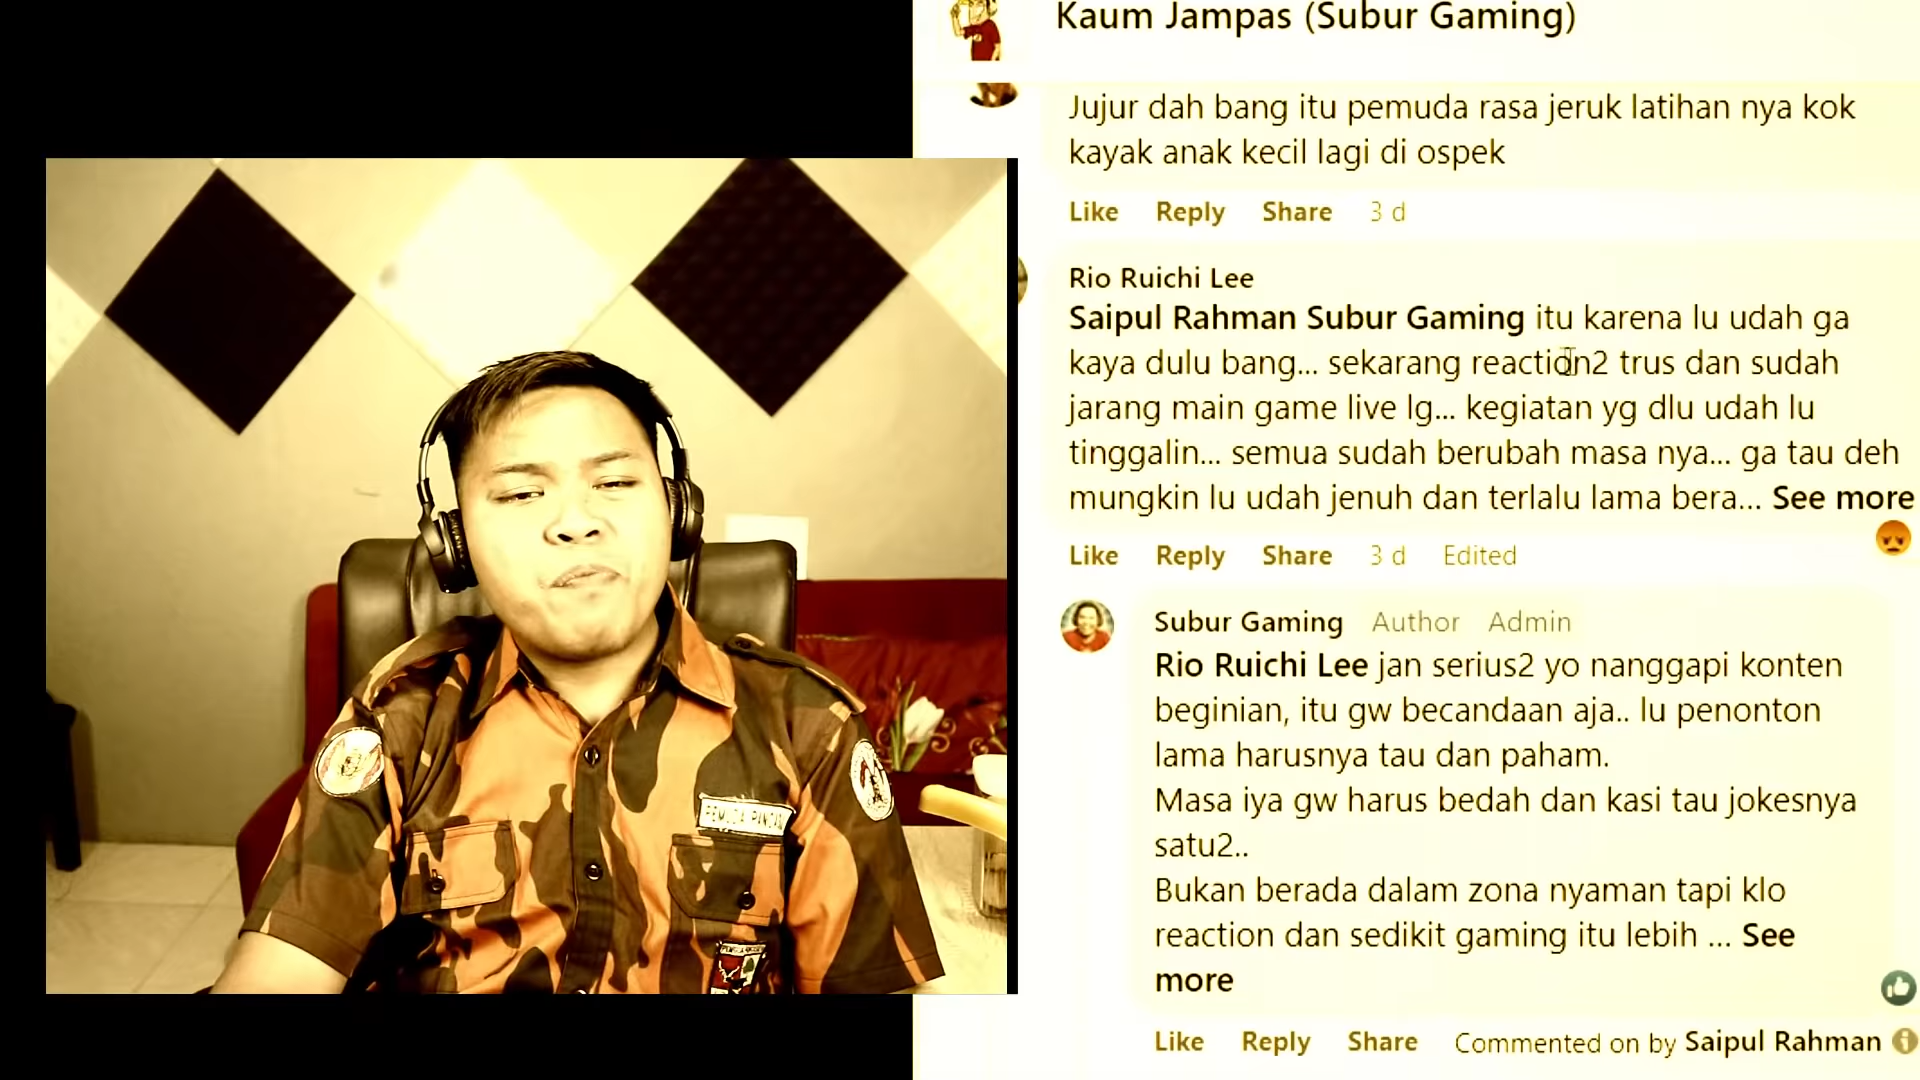 Kaum Jampas (Subur Gaming)
Jujur dah bang itu pemuda rasa jeruk latihan nya kok
kayak anak kecil lagi di ospek
Like Reply Share 3 d
Rio Ruichi Lee
Saipul Rahman Subur Gaming itu karena lu udah ga
kaya dulu bang... sekarang reaction2 trus dan sudah
jarang main game live lg... kegiatan yg dlu udah lu
tinggalin... semua sudah berubah masa nya... ga tau deh
mungkin lu udah jenuh dan terlalu lama bera... See more
Like Reply Share 3 d Edited
Subur Gaming Author Admin
Rio Ruichi Lee jan serius2 yo nanggapi konten
beginian, itu gw becandaan aja.. lu penonton
lama harusnya tau dan paham.
Masa iya gw harus bedah dan kasi tau jokesnya
satu2..
Bukan berada dalam zona nyaman tapi klo
reaction dan sedikit gaming itu lebih ... See
more
Like Reply Share Commented on by Saipul Rahman
PEMUDA PANCAS